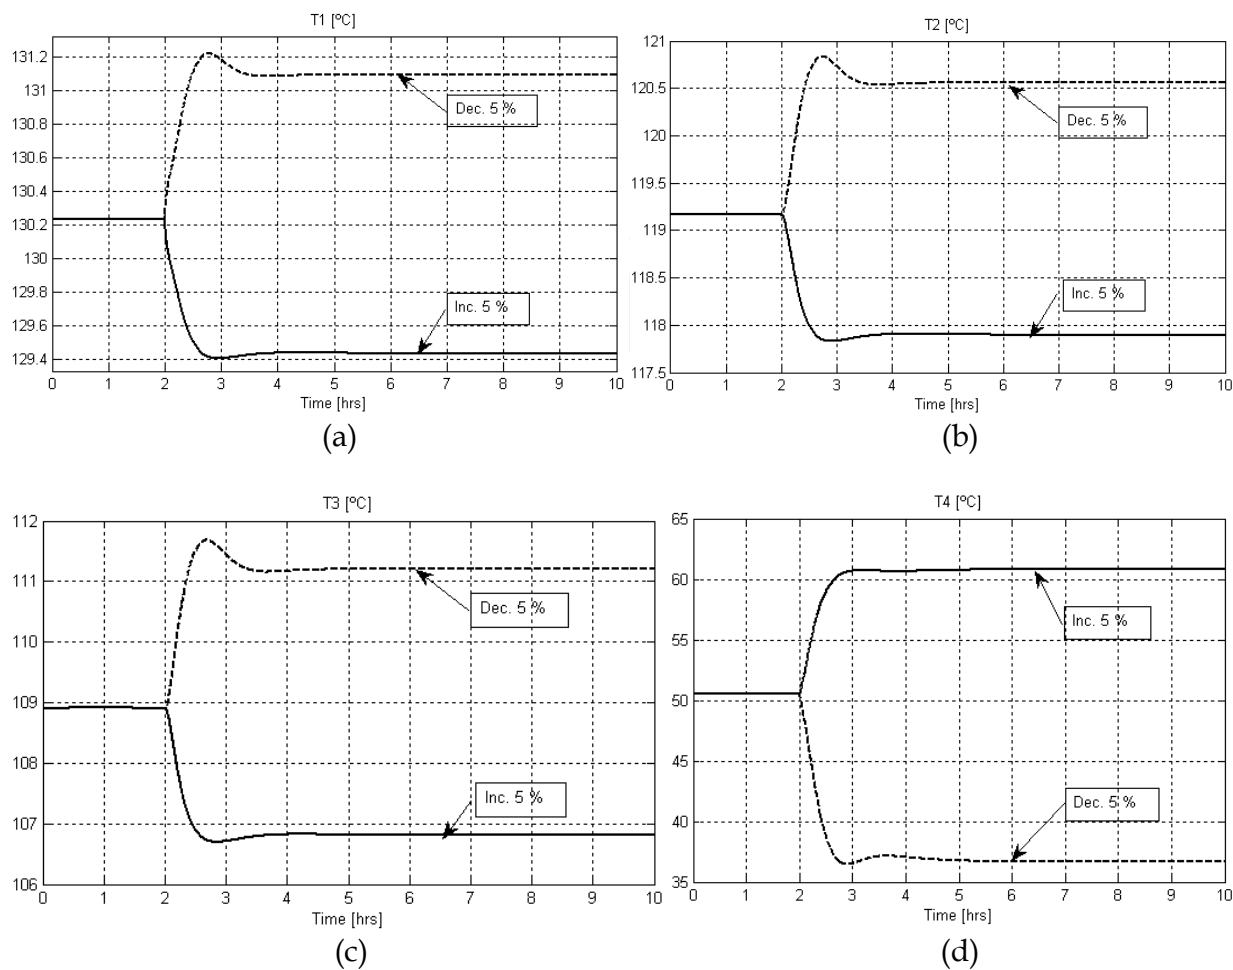 T1 [ºC]
131.2
131
130.8
130.6
130.4
130.2
130
129.8
129.6
129.4
Dec. 5 %
Inc. 5 %
0 1 2 3 4 5 6 7 8 9 10
Time [hrs]
(a)
T2 [ºC]
121
120.5
120
119.5
119
118.5
118
117.5
Dec. 5 %
Inc. 5 %
0 1 2 3 4 5 6 7 8 9 10
Time [hrs]
(b)
T3 [ºC]
112
111
110
109
108
107
106
Dec. 5 %
Inc. 5 %
0 1 2 3 4 5 6 7 8 9 10
Time [hrs]
(c)
T4 [ºC]
65
60
55
50
45
40
35
Inc. 5 %
Dec. 5 %
0 1 2 3 4 5 6 7 8 9 10
Time [hrs]
(d)